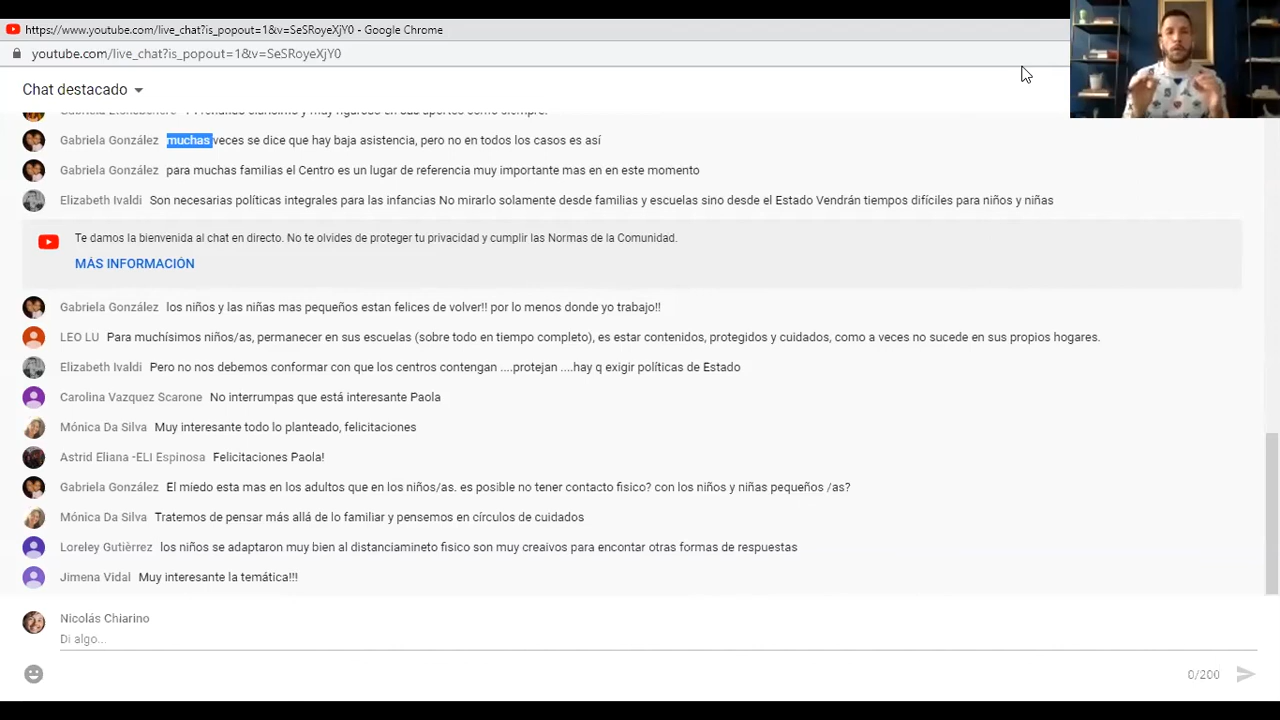 https://www.youtube.com/live_chat?is_popout=1&v=SeSRoyeXjY0 - Google Chrome
youtube.com/live_chat?is_popout=1&v=SeSRoyeXjY0
Chat destacado
Gabriela González muchas veces se dice que hay baja asistencia, pero no en todos los casos es así
Gabriela González para muchas familias el Centro es un lugar de referencia muy importante mas en en este momento
Elizabeth Ivaldi Son necesarias políticas integrales para las infancias No mirarlo solamente desde familias y escuelas sino desde el Estado Vendrán tiempos difíciles para niños y niñas
Te damos la bienvenida al chat en directo. No te olvides de proteger tu privacidad y cumplir las Normas de la Comunidad.
MÁS INFORMACIÓN
Gabriela González los niños y las niñas mas pequeños estan felices de volver!! por lo menos donde yo trabajo!!
LEO LU Para muchísimos niños/as, permanecer en sus escuelas (sobre todo en tiempo completo), es estar contenidos, protegidos y cuidados, como a veces no sucede en sus propios hogares.
Elizabeth Ivaldi Pero no nos debemos conformar con que los centros contengan ....protejan ....hay q exigir políticas de Estado
Carolina Vazquez Scarone No interrumpas que está interesante Paola
Mónica Da Silva Muy interesante todo lo planteado, felicitaciones
Astrid Eliana -ELI Espinosa Felicitaciones Paola!
Gabriela González El miedo esta mas en los adultos que en los niños/as. es posible no tener contacto fisico? con los niños y niñas pequeños /as?
Mónica Da Silva Tratemos de pensar más allá de lo familiar y pensemos en círculos de cuidados
Loreley Gutièrrez los niños se adaptaron muy bien al distanciamineto fisico son muy creaivos para encontar otras formas de respuestas
Jimena Vidal Muy interesante la temática!!!
Nicolás Chiarino
Di algo...
0/200